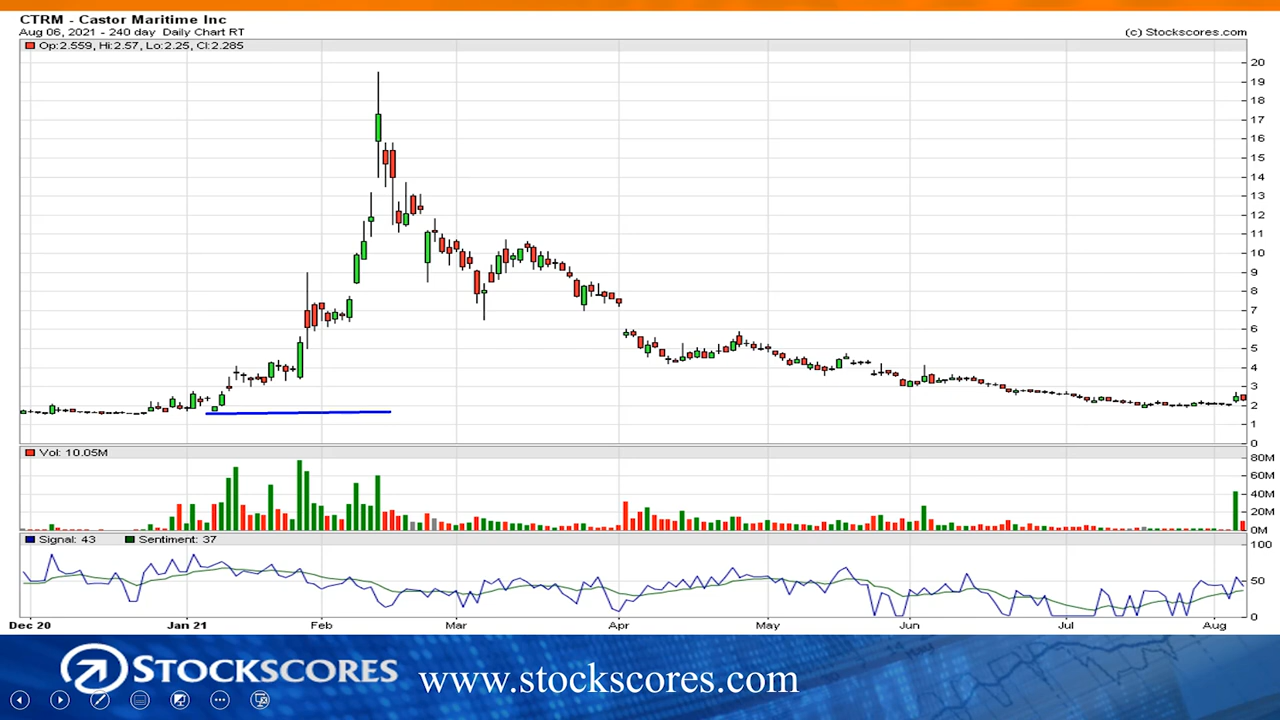 CTRM - Castor Maritime Inc
Aug 06, 2021 - 240 day  Daily Chart RT
(c) Stockscores.com
Op:2.559, Hi:2.57, Lo:2.25, Cl:2.285
20
19
18
17
16
15
14
13
12
11
10
9
8
7
6
5
4
3
2
1
0
Vol: 10.05M
80M
60M
40M
20M
0M
Signal: 43 Sentiment: 37
100
50
0
Dec 20 Jan 21 Feb Mar Apr May Jun Jul Aug
STOCKSCORES www.stockscores.com